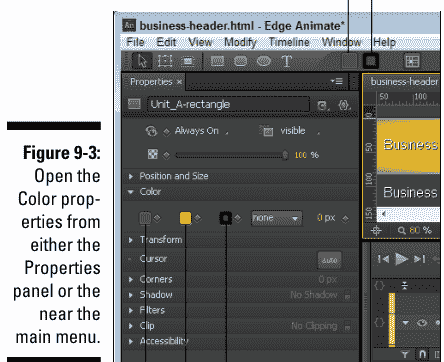 business-header.html - Edge Animate*
File Edit View Modify Timeline Window Help
T
Properties ×
business-header
Unit_A-rectangle
50 100
Always On
visible
100 %
Position and Size
Color
none
0 px
Transform
Cursor
Auto
Corners
0 px
Shadow
No Shadow
Filters
Clip
No Clipping
Accessibility
50
100
150
Business
Business
80 %
Figure 9-3:
Open the
Color prop-
erties from
either the
Properties
panel or the
near the
main menu.